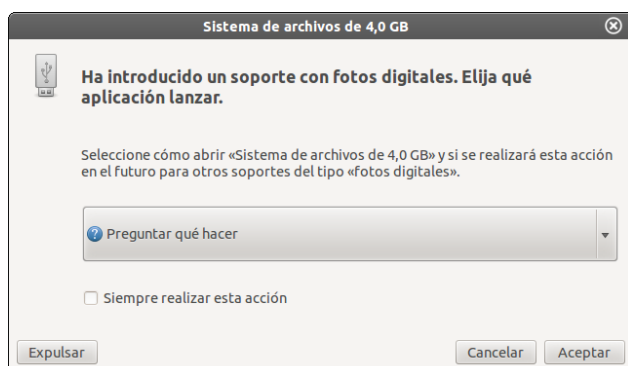 Sistema de archivos de 4,0 GB
Ha introducido un soporte con fotos digitales. Elija qué
aplicación lanzar.
Seleccione cómo abrir «Sistema de archivos de 4,0 GB» y si se realizará esta acción
en el futuro para otros soportes del tipo «fotos digitales».
Preguntar qué hacer
Siempre realizar esta acción
Expulsar
Cancelar
Aceptar